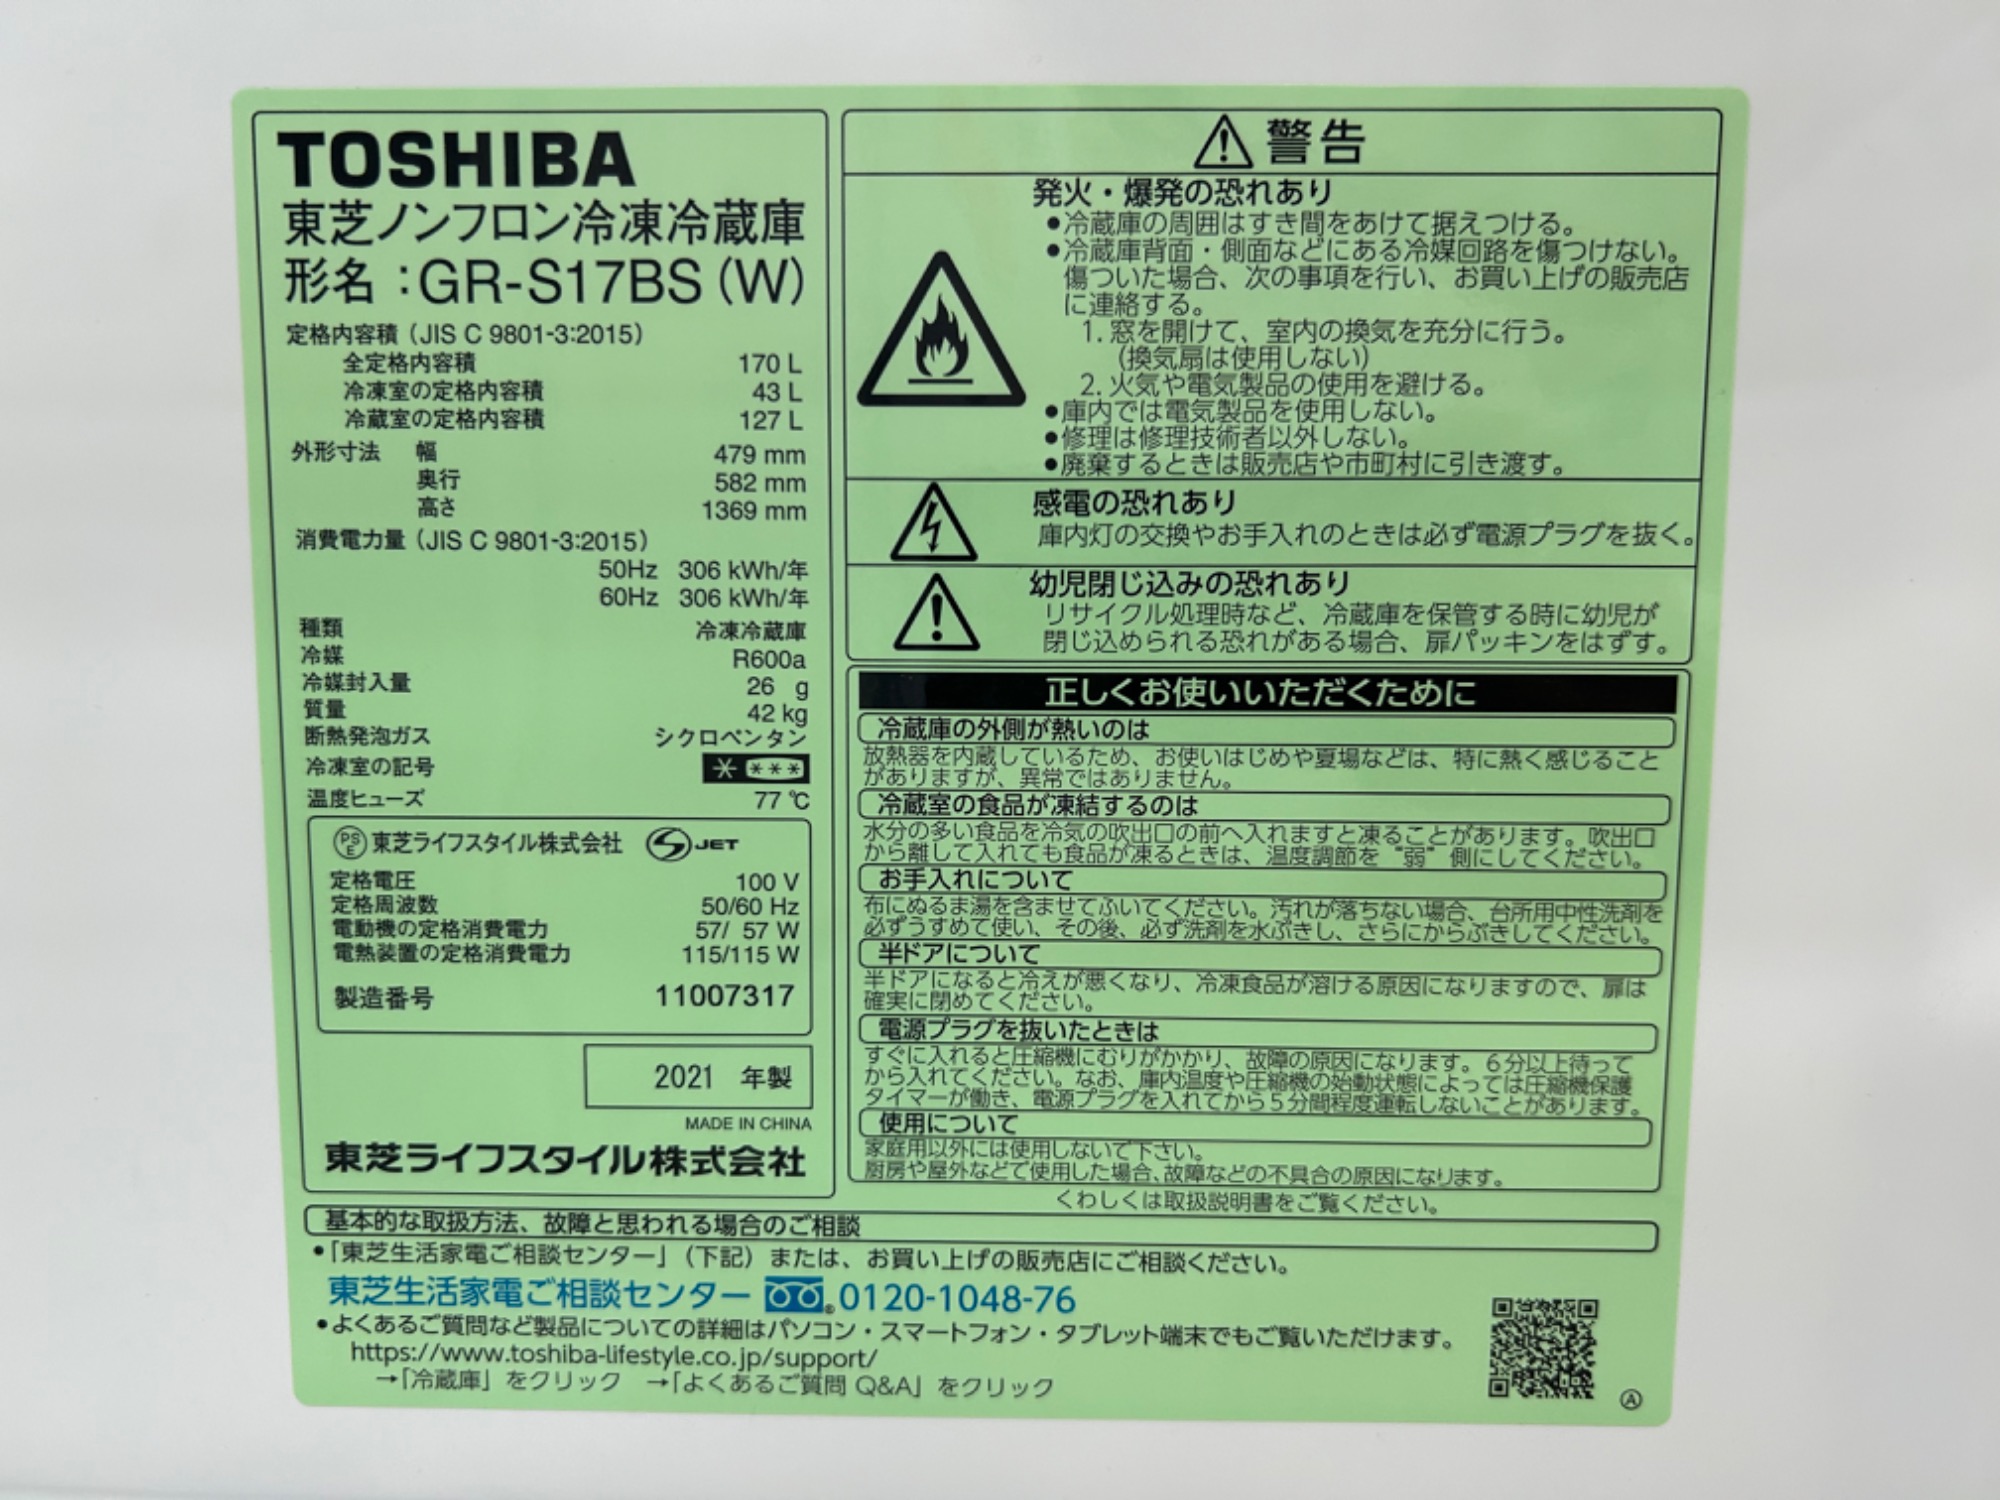 TOSHIBA
東芝ノンフロン冷凍冷蔵庫
形名：GR-S17BS (W)
定格内容積（JIS C 9801-3:2015）
全定格内容積 170 L
冷凍室の定格内容積 43 L
冷蔵室の定格内容積 127 L
外形寸法 幅 479 mm
奥行 582 mm
高さ 1369 mm
消費電力量（JIS C 9801-3:2015）
50Hz 306 kWh/年
60Hz 306 kWh/年
種類 冷凍冷蔵庫
冷媒 R600a
冷媒封入量 26 g
質量 42 kg
断熱発泡ガス シクロペンタン
冷凍室の記号 * ***
温度ヒューズ 77 ℃
PSE 東芝ライフスタイル株式会社 JET
定格電圧 100 V
定格周波数 50/60 Hz
電動機の定格消費電力 57/ 57 W
電熱装置の定格消費電力 115/115 W
製造番号 11007317
2021 年製
MADE IN CHINA
東芝ライフスタイル株式会社
警告
発火・爆発の恐れあり
●冷蔵庫の周囲はすき間をあけて据えつける。
●冷蔵庫背面・側面などにある冷媒回路を傷つけない。
傷ついた場合、次の事項を行い、お買い上げの販売店
に連絡する。
1. 窓を開けて、室内の換気を充分に行う。
（換気扇は使用しない）
2. 火気や電気製品の使用を避ける。
●庫内では電気製品を使用しない。
●修理は修理技術者以外しない。
●廃棄するときは販売店や市町村に引き渡す。
感電の恐れあり
庫内灯の交換やお手入れのときは必ず電源プラグを抜く。
幼児閉じ込みの恐れあり
リサイクル処理時など、冷蔵庫を保管する時に幼児が
閉じ込められる恐れがある場合、扉パッキンをはずす。
正しくお使いいただくために
冷蔵庫の外側が熱いのは
放熱器を内蔵しているため、お使いはじめや夏場などは、特に熱く感じること
がありますが、異常ではありません。
冷蔵室の食品が凍結するのは
水分の多い食品を冷気の吹出口の前へ入れますと凍ることがあります。吹出口
から離して入れても食品が凍るときは、温度調節を“弱”側にしてください。
お手入れについて
布にぬるま湯を含ませてふいてください。汚れが落ちない場合、台所用中性洗剤を
必ずうすめて使い、その後、必ず洗剤を水ぶきし、さらにからぶきしてください。
半ドアについて
半ドアになると冷えが悪くなり、冷凍食品が溶ける原因になりますので、扉は
確実に閉めてください。
電源プラグを抜いたときは
すぐに入れると圧縮機にむりがかかり、故障の原因になります。6分以上待って
から入れてください。なお、庫内温度や圧縮機の始動状態によっては圧縮機保護
タイマーが働き、電源プラグを入れてから5分間程度運転しないことがあります。
使用について
家庭用以外には使用しないで下さい。
厨房や屋外などで使用した場合、故障などの不具合の原因になります。
くわしくは取扱説明書をご覧ください。
基本的な取扱方法、故障と思われる場合のご相談
●「東芝生活家電ご相談センター」（下記）または、お買い上げの販売店にご相談ください。
東芝生活家電ご相談センター 0120-1048-76
●よくあるご質問など製品についての詳細はパソコン・スマートフォン・タブレット端末でもご覧いただけます。
https://www.toshiba-lifestyle.co.jp/support/
→「冷蔵庫」をクリック →「よくあるご質問 Q&A」をクリック
Ⓐ